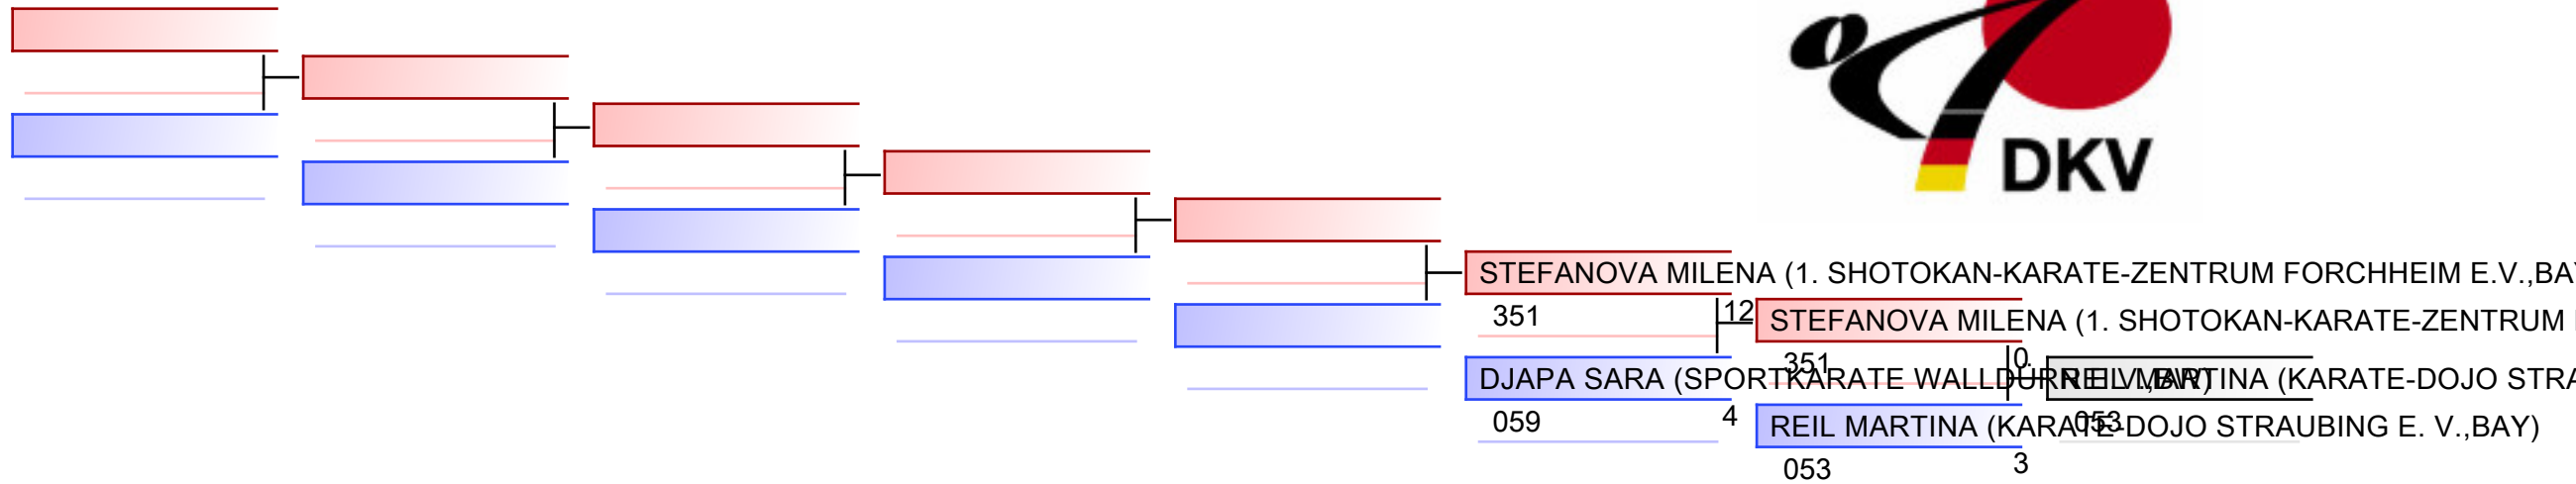 DKV
STEFANOVA MILENA (1. SHOTOKAN-KARATE-ZENTRUM FORCHHEIM E.V.,BAY
351
12
STEFANOVA MILENA (1. SHOTOKAN-KARATE-ZENTRUM
351
0
DJAPA SARA (SPORTKARATE WALLDÜRN E.V.,BW)
REIL MARTINA (KARATE-DOJO STRA
059
4
053
REIL MARTINA (KARATE-DOJO STRAUBING E. V.,BAY)
053
3